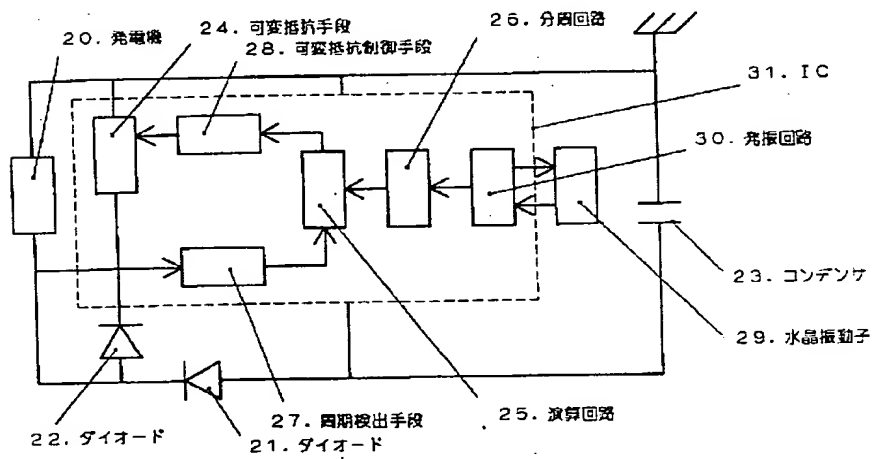 20．発電機
24．可変抵抗手段
28．可変抵抗制御手段
26．分周回路
31．IC
30．発振回路
23．コンデンサ
29．水晶振動子
27．周期検出手段
25．演算回路
22．ダイオード
21．ダイオード